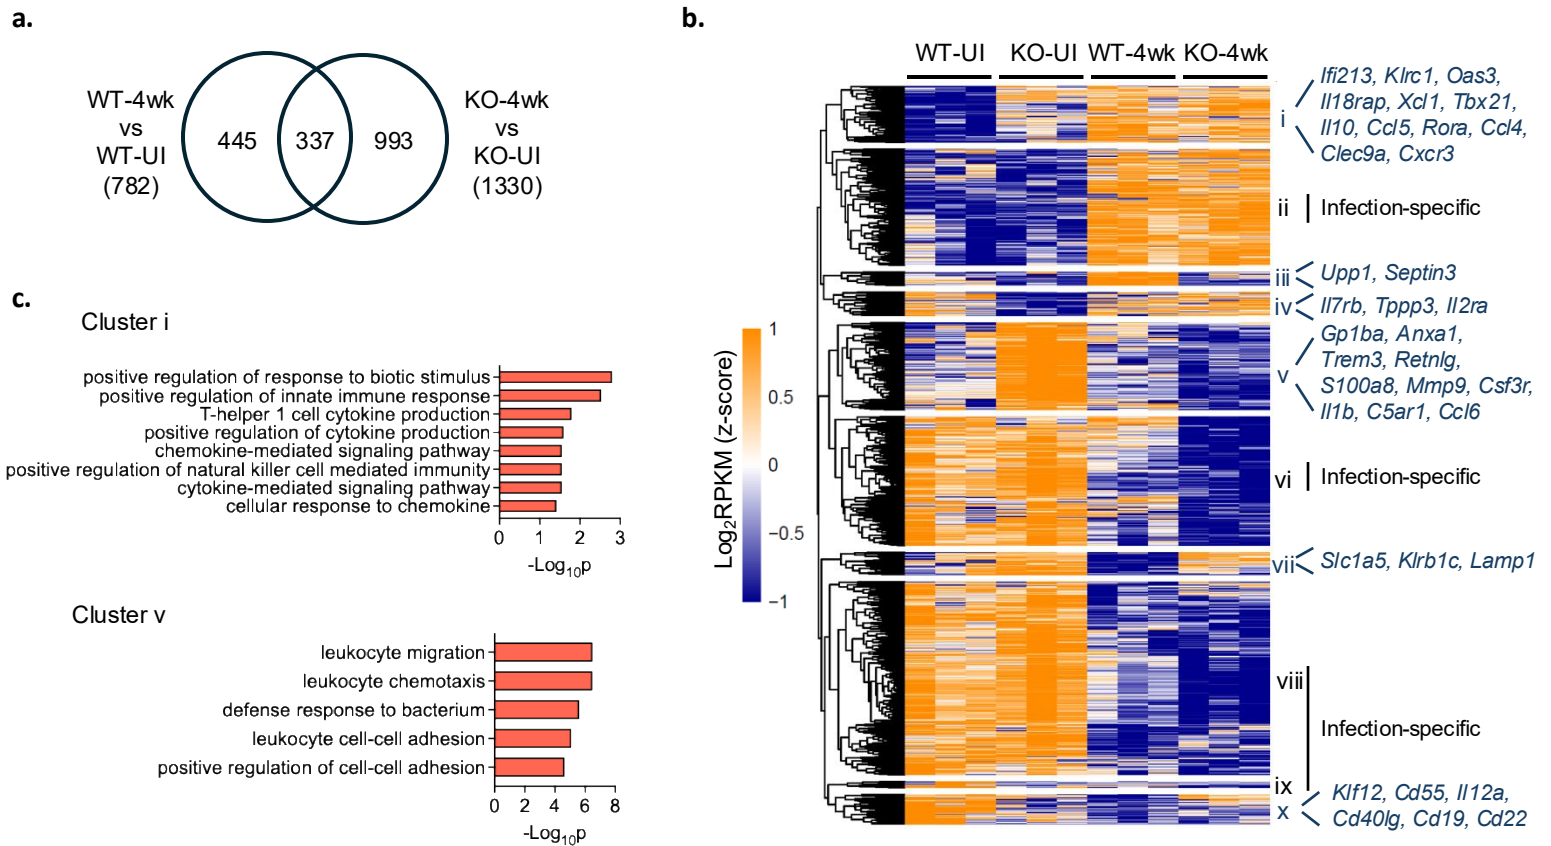 a.
WT-4wk
vs
WT-UI
(782)
445
337
993
KO-4wk
vs
KO-UI
(1330)
b.
WT-UI
KO-UI
WT-4wk
KO-4wk
i
Ifi213, Klrc1, Oas3,
Il18rap, Xcl1, Tbx21,
Il10, Ccl5, Rora, Ccl4,
Clec9a, Cxcr3
ii
Infection-specific
iii
Upp1, Septin3
iv
Il7rb, Tppp3, Il2ra
v
Gp1ba, Anxa1,
Trem3, Retnlg,
S100a8, Mmp9, Csf3r,
Il1b, C5ar1, Ccl6
vi
Infection-specific
vii
Slc1a5, Klrb1c, Lamp1
viii
Infection-specific
ix
x
Klf12, Cd55, Il12a,
Cd40lg, Cd19, Cd22
Log2RPKM (z-score)
1
0.5
0
−0.5
−1
c.
Cluster i
positive regulation of response to biotic stimulus
positive regulation of innate immune response
T-helper 1 cell cytokine production
positive regulation of cytokine production
chemokine-mediated signaling pathway
positive regulation of natural killer cell mediated immunity
cytokine-mediated signaling pathway
cellular response to chemokine
0 1 2 3
-Log10p
Cluster v
leukocyte migration
leukocyte chemotaxis
defense response to bacterium
leukocyte cell-cell adhesion
positive regulation of cell-cell adhesion
0 2 4 6 8
-Log10p